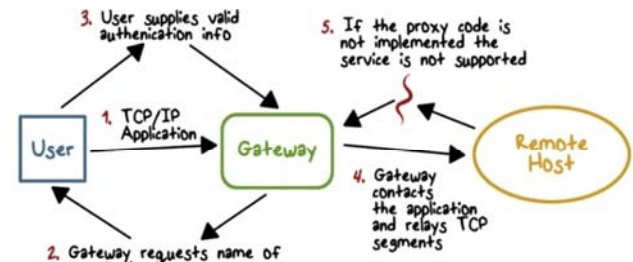 3. User supplies valid
authenication info
5. If the proxy code is
not implemented the
service is not supported
1. TCP/IP
Application
User
Gateway
Remote
Host
4. Gateway
contacts
the application
and relays TCP
segments
2. Gateway requests name of